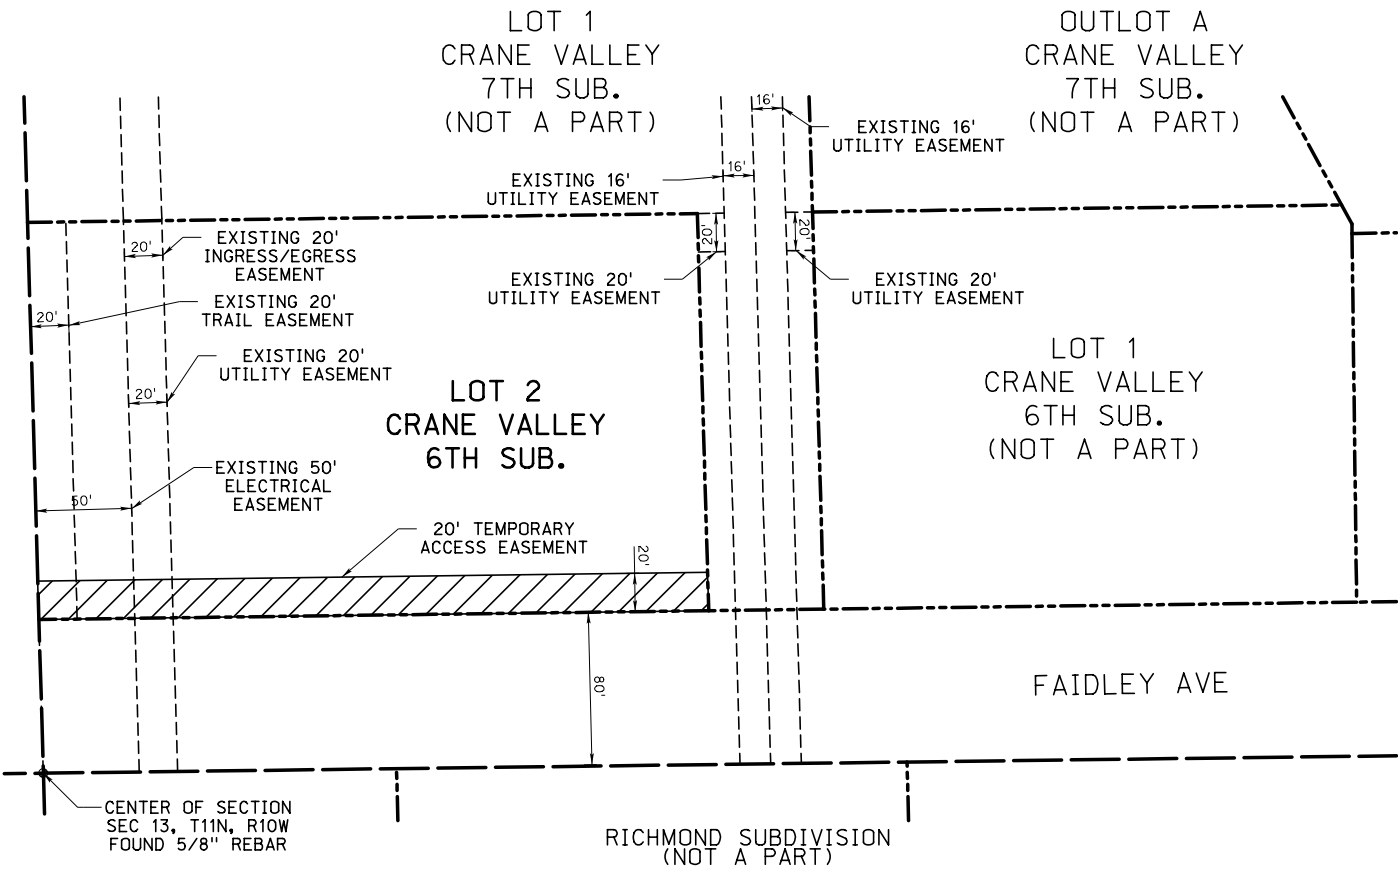 LOT 1
CRANE VALLEY
7TH SUB.
(NOT A PART)
OUTLOT A
CRANE VALLEY
7TH SUB.
(NOT A PART)
16'
EXISTING 16'
UTILITY EASEMENT
16'
EXISTING 16'
UTILITY EASEMENT
20'
EXISTING 20'
INGRESS/EGRESS
EASEMENT
20'
20'
EXISTING 20'
UTILITY EASEMENT
EXISTING 20'
UTILITY EASEMENT
20'
EXISTING 20'
TRAIL EASEMENT
EXISTING 20'
UTILITY EASEMENT
20'
LOT 2
CRANE VALLEY
6TH SUB.
LOT 1
CRANE VALLEY
6TH SUB.
(NOT A PART)
EXISTING 50'
ELECTRICAL
EASEMENT
50'
20' TEMPORARY
ACCESS EASEMENT
20'
80'
FAIDLEY AVE
CENTER OF SECTION
SEC 13, T11N, R10W
FOUND 5/8" REBAR
RICHMOND SUBDIVISION
(NOT A PART)